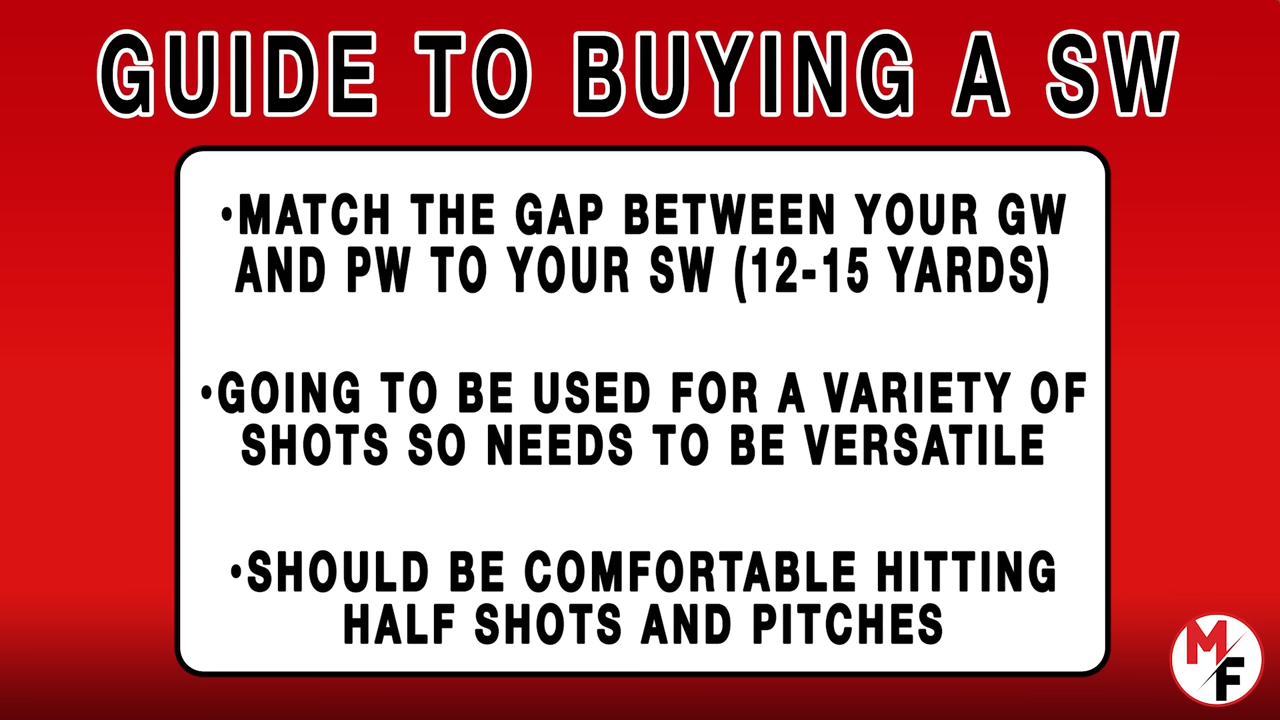 GUIDE TO BUYING A SW
•MATCH THE GAP BETWEEN YOUR GW
AND PW TO YOUR SW (12-15 YARDS)
•GOING TO BE USED FOR A VARIETY OF
SHOTS SO NEEDS TO BE VERSATILE
•SHOULD BE COMFORTABLE HITTING
HALF SHOTS AND PITCHES
M/F